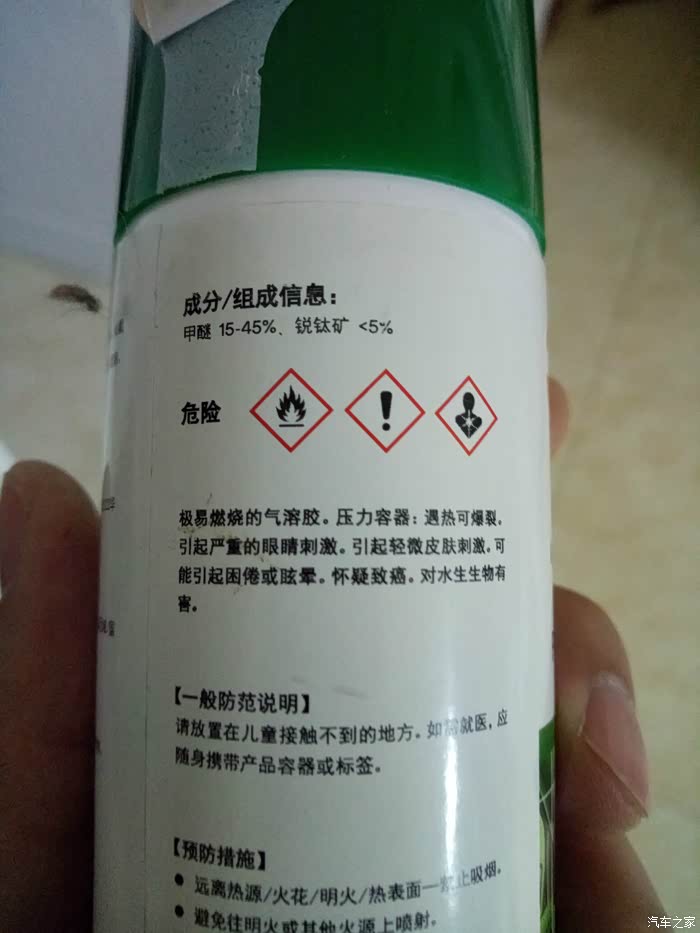 成分/组成信息：
甲醚 15-45%、锐钛矿 <5%
危险
极易燃烧的气溶胶。压力容器：遇热可爆裂。
引起严重的眼睛刺激。引起轻微皮肤刺激。可
能引起困倦或眩晕。怀疑致癌。对水生生物有
害。
【一般防范说明】
请放置在儿童接触不到的地方。如需就医，应
随身携带产品容器或标签。
【预防措施】
● 远离热源/火花/明火/热表面一禁止吸烟。
● 避免往明火或其他火源上喷射。
汽车之家